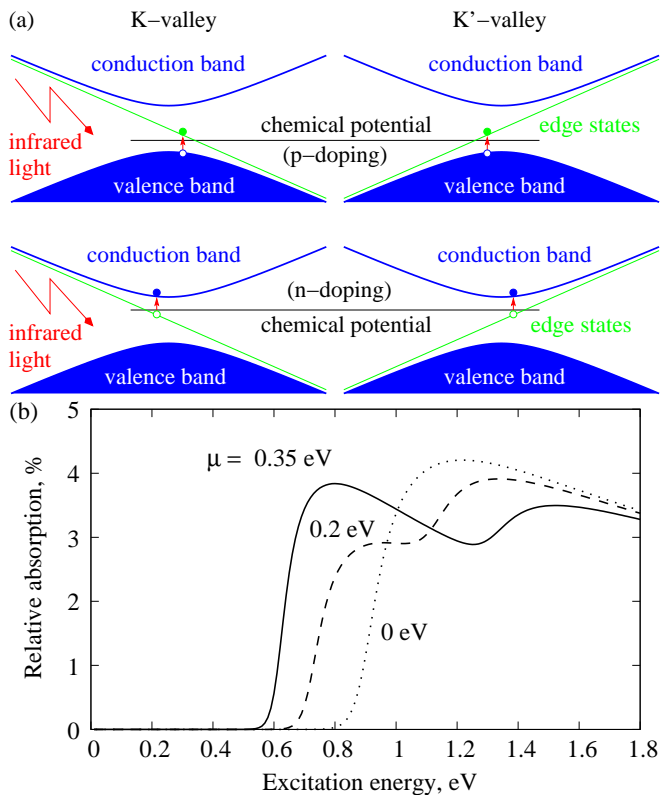 (a) K−valley K’−valley
conduction band conduction band
infrared light
chemical potential
edge states
(p−doping)
valence band valence band
conduction band conduction band
(n−doping)
infrared light
chemical potential
edge states
valence band valence band
(b)
5
μ = 0.35 eV
4
0.2 eV
3
2
0 eV
1
0
Relative absorption, %
0 0.2 0.4 0.6 0.8 1 1.2 1.4 1.6 1.8
Excitation energy, eV